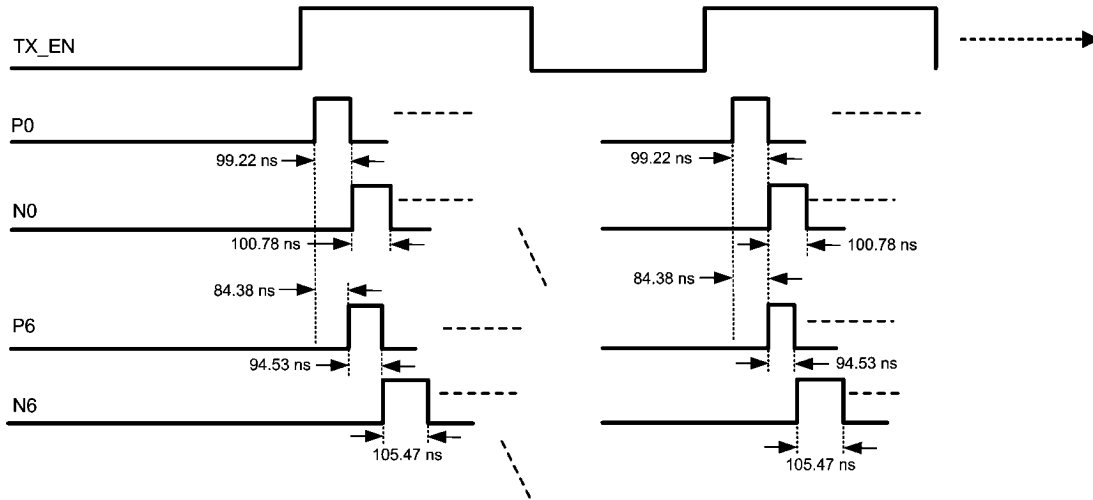 TX_EN
P0
99.22 ns
99.22 ns
N0
100.78 ns
100.78 ns
84.38 ns
84.38 ns
P6
94.53 ns
94.53 ns
N6
105.47 ns
105.47 ns